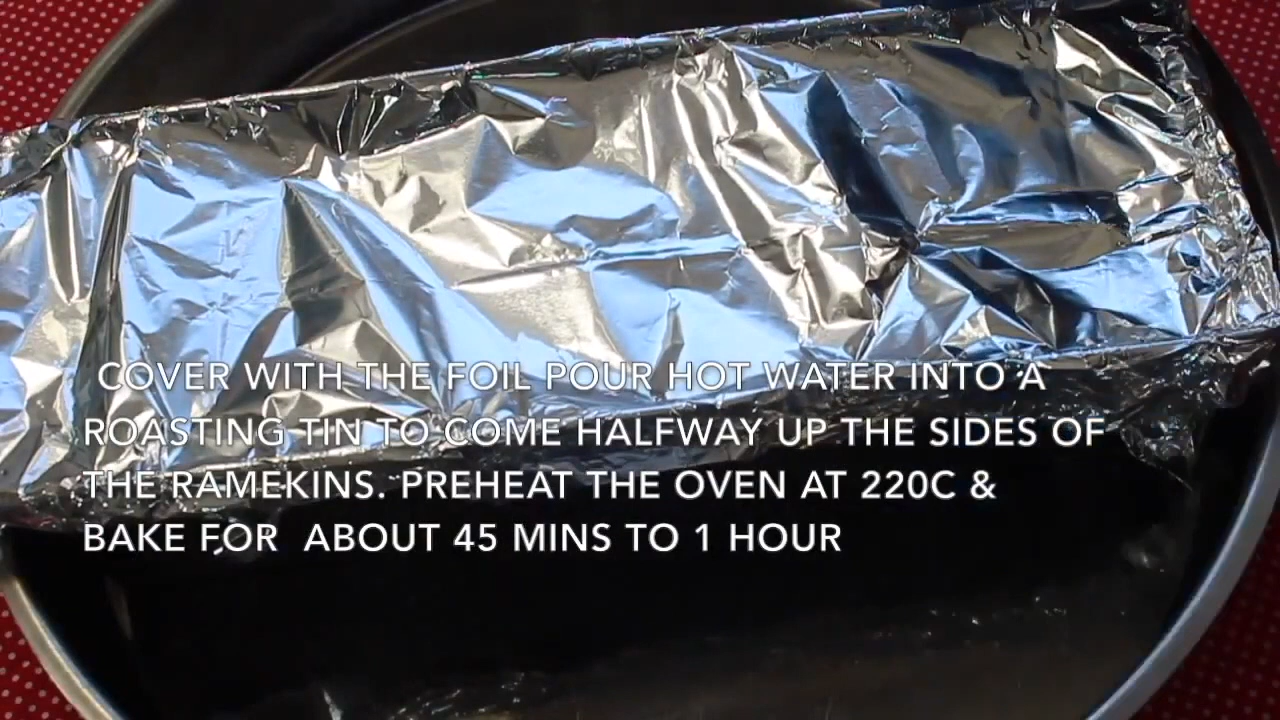 COVER WITH THE FOIL POUR HOT WATER INTO A
ROASTING TIN TO COME HALFWAY UP THE SIDES OF
THE RAMEKINS. PREHEAT THE OVEN AT 220C &
BAKE FOR ABOUT 45 MINS TO 1 HOUR